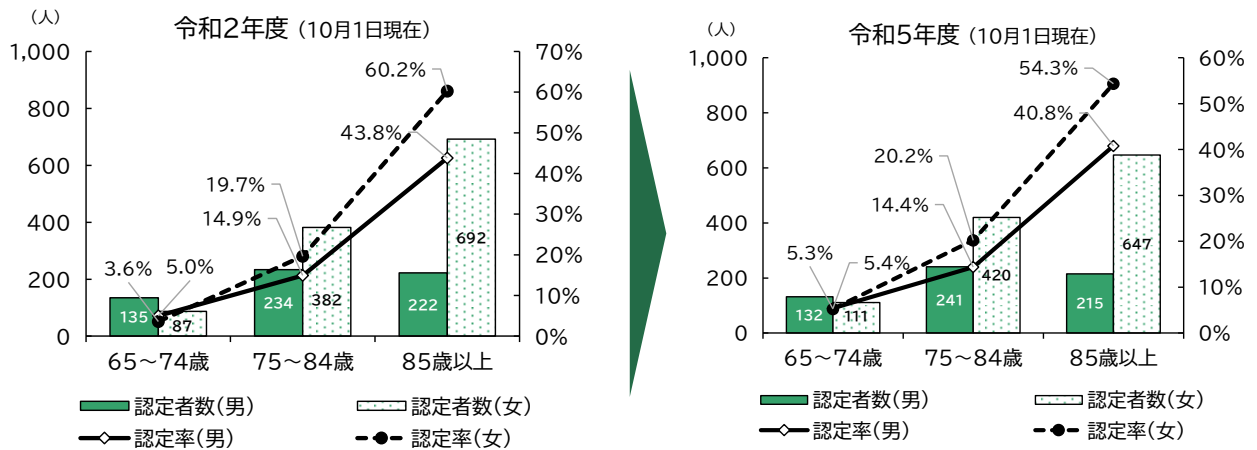 (人)
令和2年度 (10月1日現在)
1,000
800
600
400
200
0
70%
60%
50%
40%
30%
20%
10%
0%
60.2%
43.8%
19.7%
14.9%
3.6%
5.0%
135
87
234
382
222
692
65~74歳
75~84歳
85歳以上
認定者数(男)
認定者数(女)
認定率(男)
認定率(女)
(人)
令和5年度 (10月1日現在)
1,000
800
600
400
200
0
60%
50%
40%
30%
20%
10%
0%
54.3%
40.8%
20.2%
14.4%
5.3%
5.4%
132
111
241
420
215
647
65~74歳
75~84歳
85歳以上
認定者数(男)
認定者数(女)
認定率(男)
認定率(女)